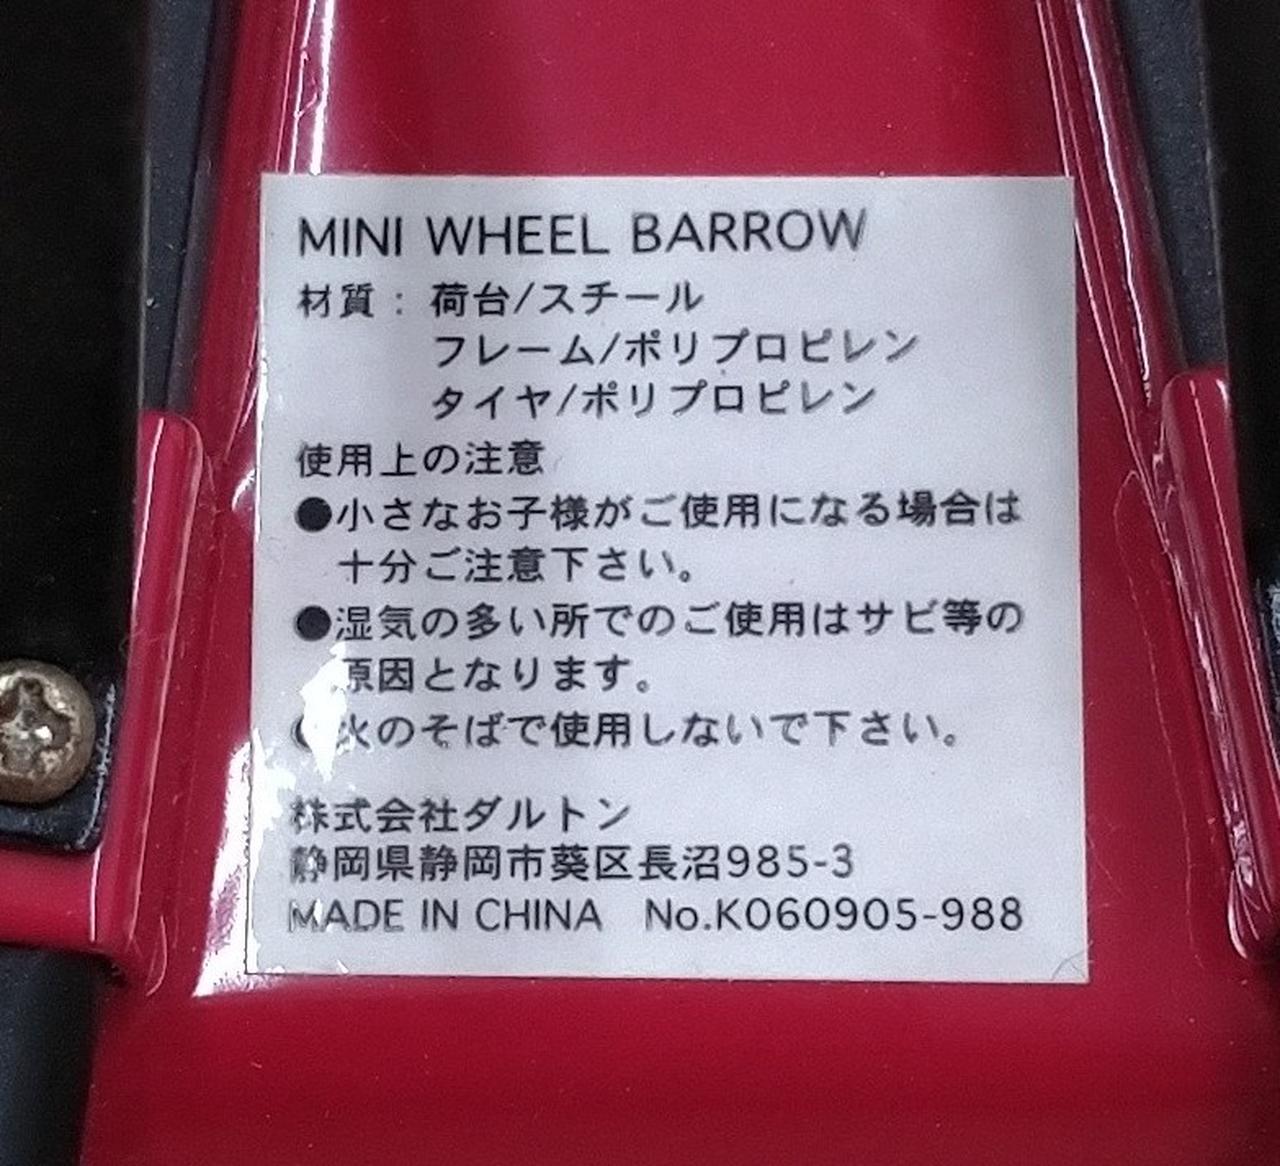 MINI WHEEL BARROW
材質： 荷台/スチール
フレーム/ポリプロピレン
タイヤ/ポリプロピレン
使用上の注意
●小さなお子様がご使用になる場合は
十分ご注意下さい。
●湿気の多い所でのご使用はサビ等の
原因となります。
●火のそばで使用しないで下さい。
株式会社ダルトン
静岡県静岡市葵区長沼985-3
MADE IN CHINA No.K060905-988